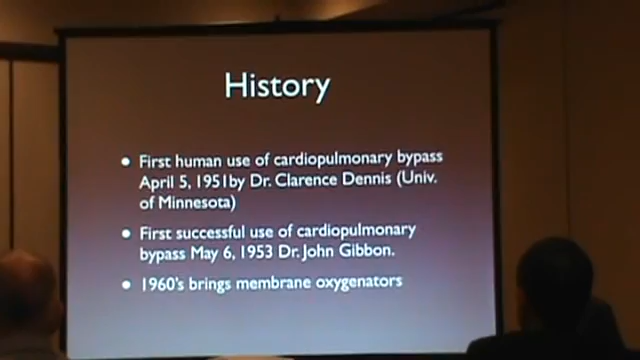 History
• First human use of cardiopulmonary bypass
April 5, 1951by Dr. Clarence Dennis (Univ.
of Minnesota)
• First successful use of cardiopulmonary
bypass May 6, 1953 Dr. John Gibbon.
• 1960's brings membrane oxygenators